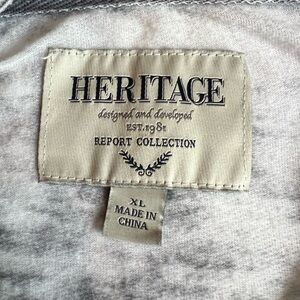 HERITAGE
designed and developed
EST.1981
REPORT COLLECTION
XL
MADE IN
CHINA